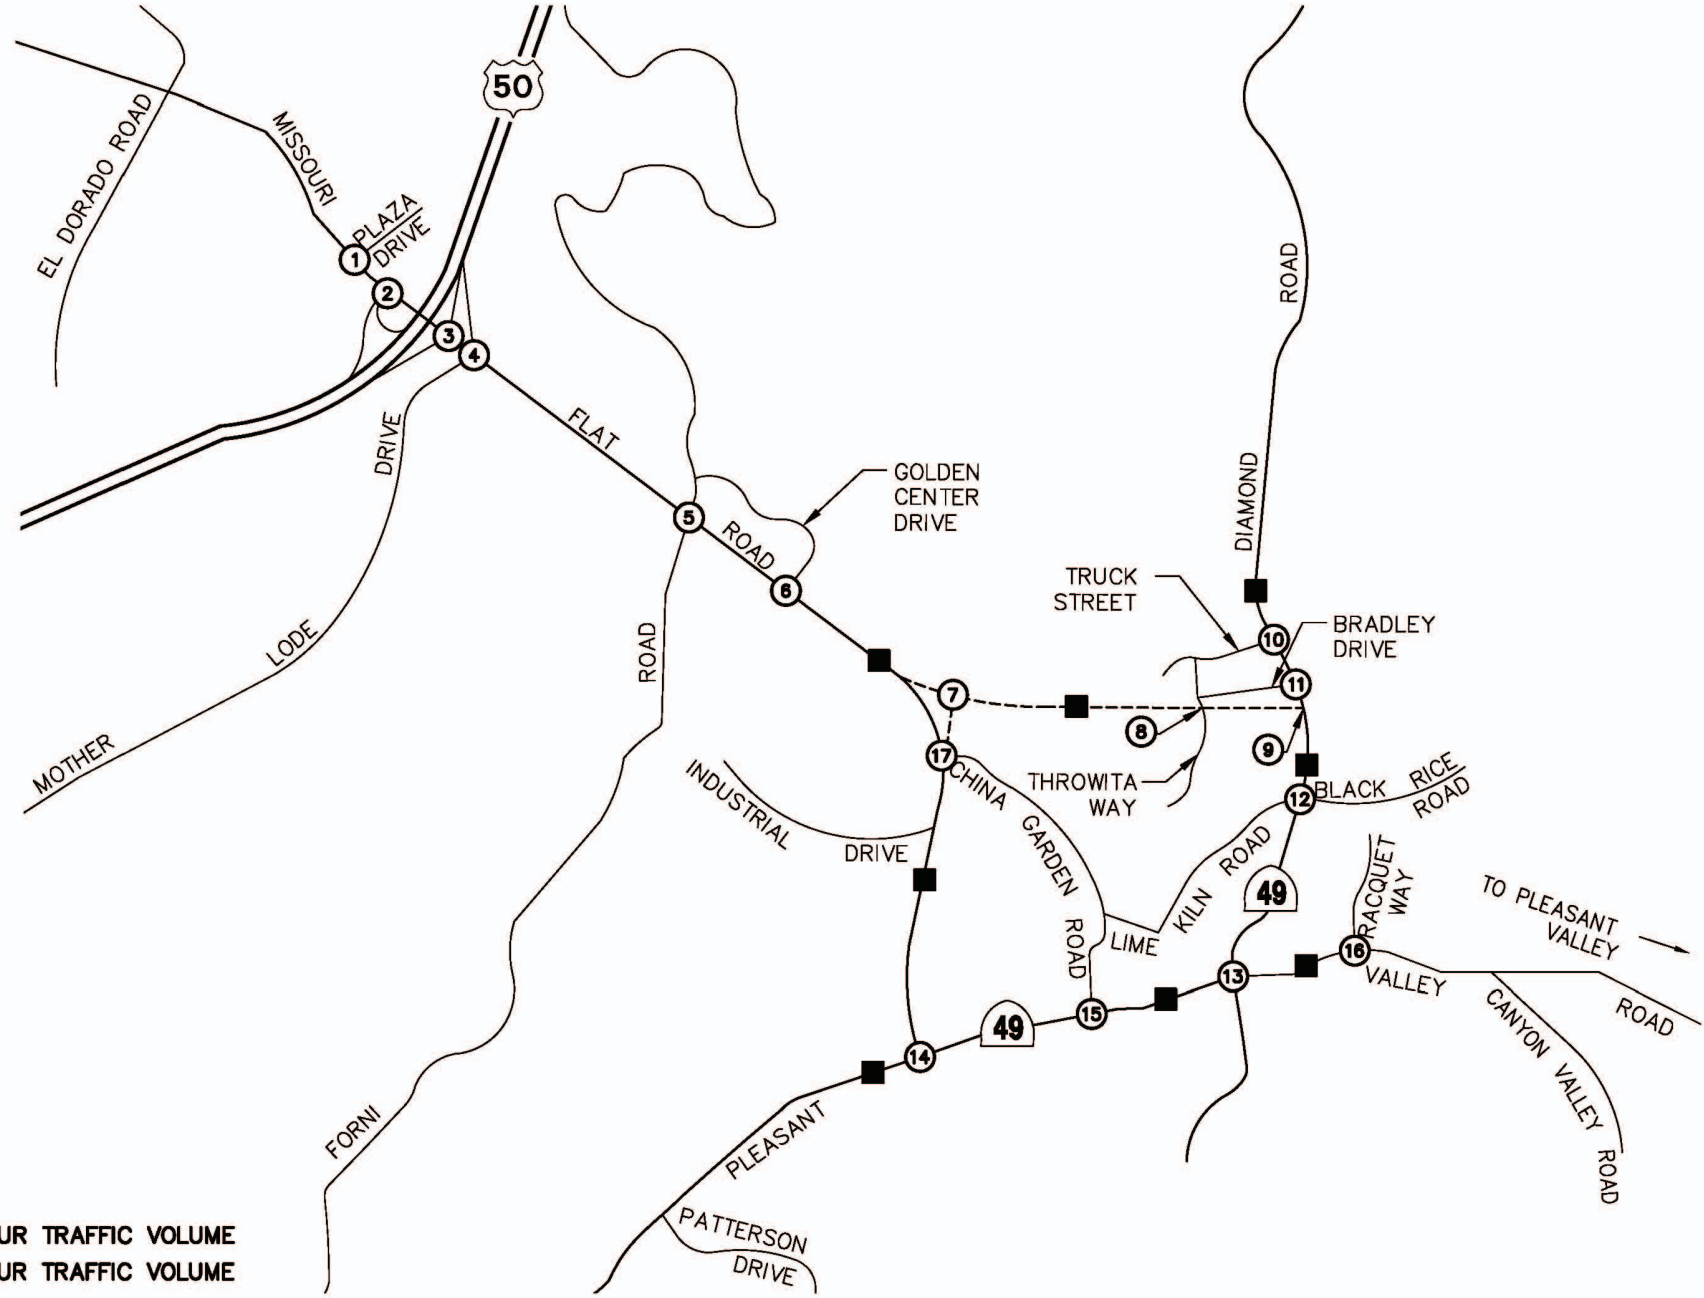 50
EL DORADO ROAD
MISSOURI
PLAZA
DRIVE
1
2
3
4
FLAT
DRIVE
LODE
MOTHER
5
ROAD
6
GOLDEN
CENTER
DRIVE
ROAD
FORNI
ROAD
DIAMOND
TRUCK
STREET
BRADLEY
DRIVE
10
11
7
8
9
17
THROWITA
WAY
INDUSTRIAL
DRIVE
CHINA
GARDEN
ROAD
LIME
KILN
ROAD
12
BLACK
RICE
ROAD
49
RACQUET
WAY
TO PLEASANT
VALLEY
16
13
VALLEY
ROAD
CANYON VALLEY ROAD
15
49
14
PLEASANT
PATTERSON
DRIVE
UR TRAFFIC VOLUME
UR TRAFFIC VOLUME